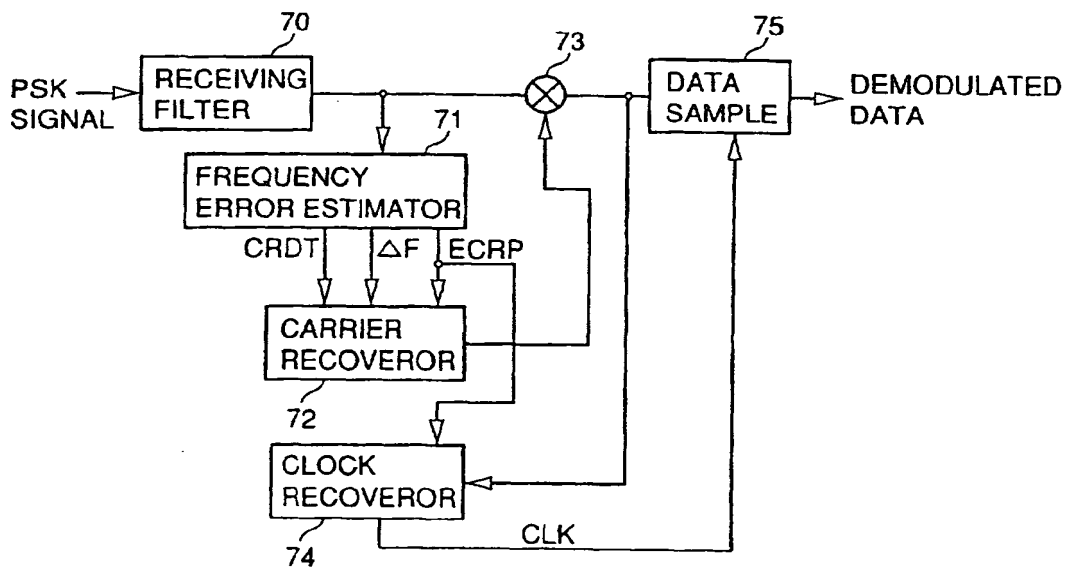 70
73
75
PSK
SIGNAL
RECEIVING
FILTER
DATA
SAMPLE
DEMODULATED
DATA
71
FREQUENCY
ERROR ESTIMATOR
CRDT
△F
ECRP
CARRIER
RECOVEROR
72
CLOCK
RECOVEROR
74
CLK